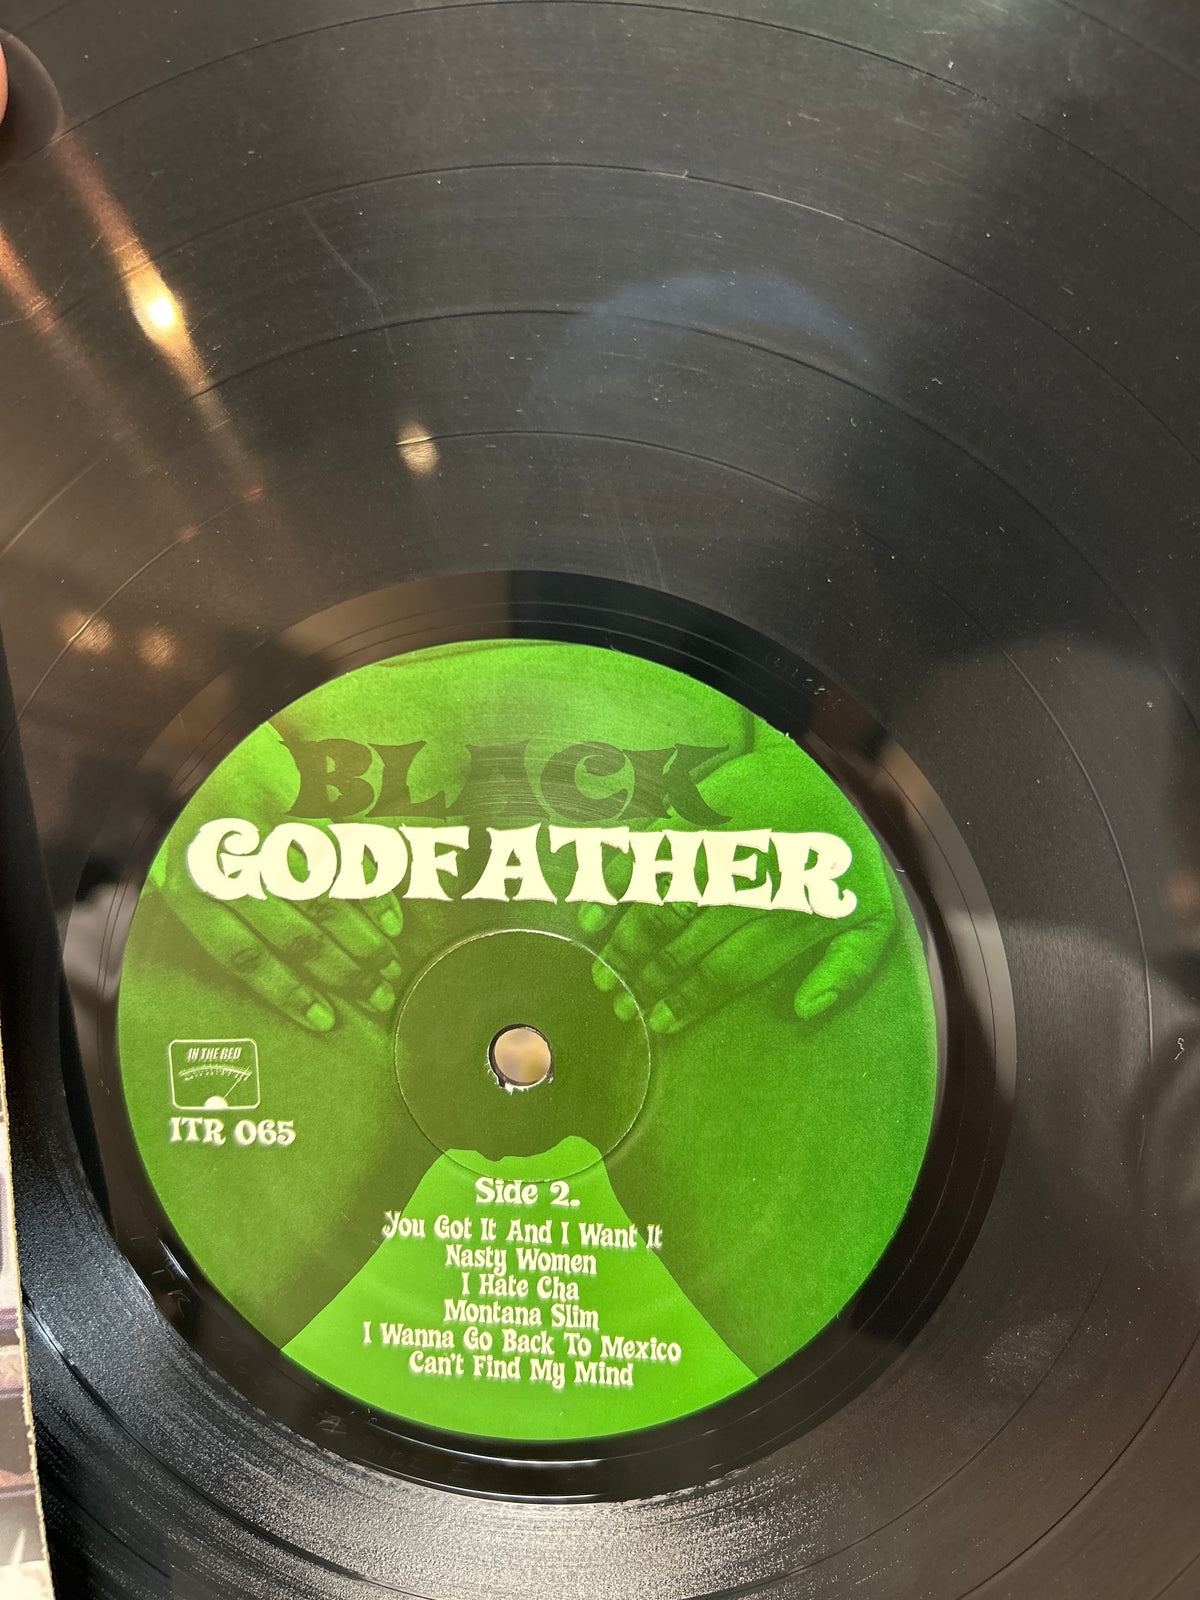 BLACK
GODFATHER
IN THE RED
ITR 065
Side 2.
You Got It And I Want It
Nasty Women
I Hate Cha
Montana Slim
I Wanna Go Back To Mexico
Can't Find My Mind